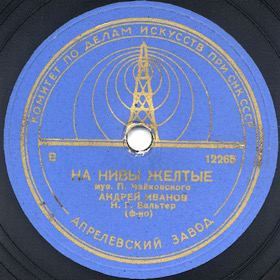 КОМИТЕТ ПО ДЕЛАМ ИСКУССТВ ПРИ СНК СССР
В 12265
НА НИВЫ ЖЕЛТЫЕ
муз. П. Чайковского
АНДРЕЙ ИВАНОВ
Н. Г. Вальтер
(Ф-но)
АПРЕЛЕВСКИЙ ЗАВОД